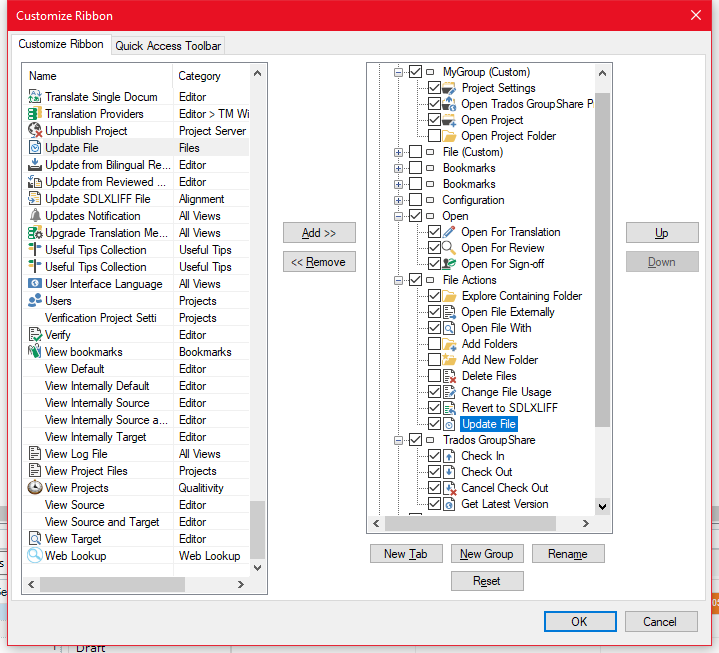 Customize Ribbon
Customize Ribbon
Quick Access Toolbar
Name Category
Translate Single Docum Editor
Translation Providers Editor > TM Wi
Unpublish Project Project Server
Update File Files
Update from Bilingual Re... Editor
Update from Reviewed ... Editor
Update SDLXLIFF File Alignment
Updates Notification All Views
Upgrade Translation Me... All Views
Useful Tips Collection Useful Tips
Useful Tips Collection Useful Tips
User Interface Language All Views
Users Projects
Verification Project Setti Projects
Verify Editor
View bookmarks Bookmarks
View Default Editor
View Internally Default Editor
View Internally Source Editor
View Internally Source a... Editor
View Internally Target Editor
View Log File All Views
View Project Files Projects
View Projects Qualitivity
View Source Editor
View Source and Target Editor
View Target Editor
Web Lookup Web Lookup
Add >>
<< Remove
MyGroup (Custom)
Project Settings
Open Trados GroupShare P
Open Project
Open Project Folder
File (Custom)
Bookmarks
Bookmarks
Configuration
Open
Open For Translation
Open For Review
Open For Sign-off
File Actions
Explore Containing Folder
Open File Externally
Open File With
Add Folders
Add New Folder
Delete Files
Change File Usage
Revert to SDLXLIFF
Update File
Trados GroupShare
Check In
Check Out
Cancel Check Out
Get Latest Version
Up
Down
New Tab
New Group
Rename
Reset
OK
Cancel
Draft